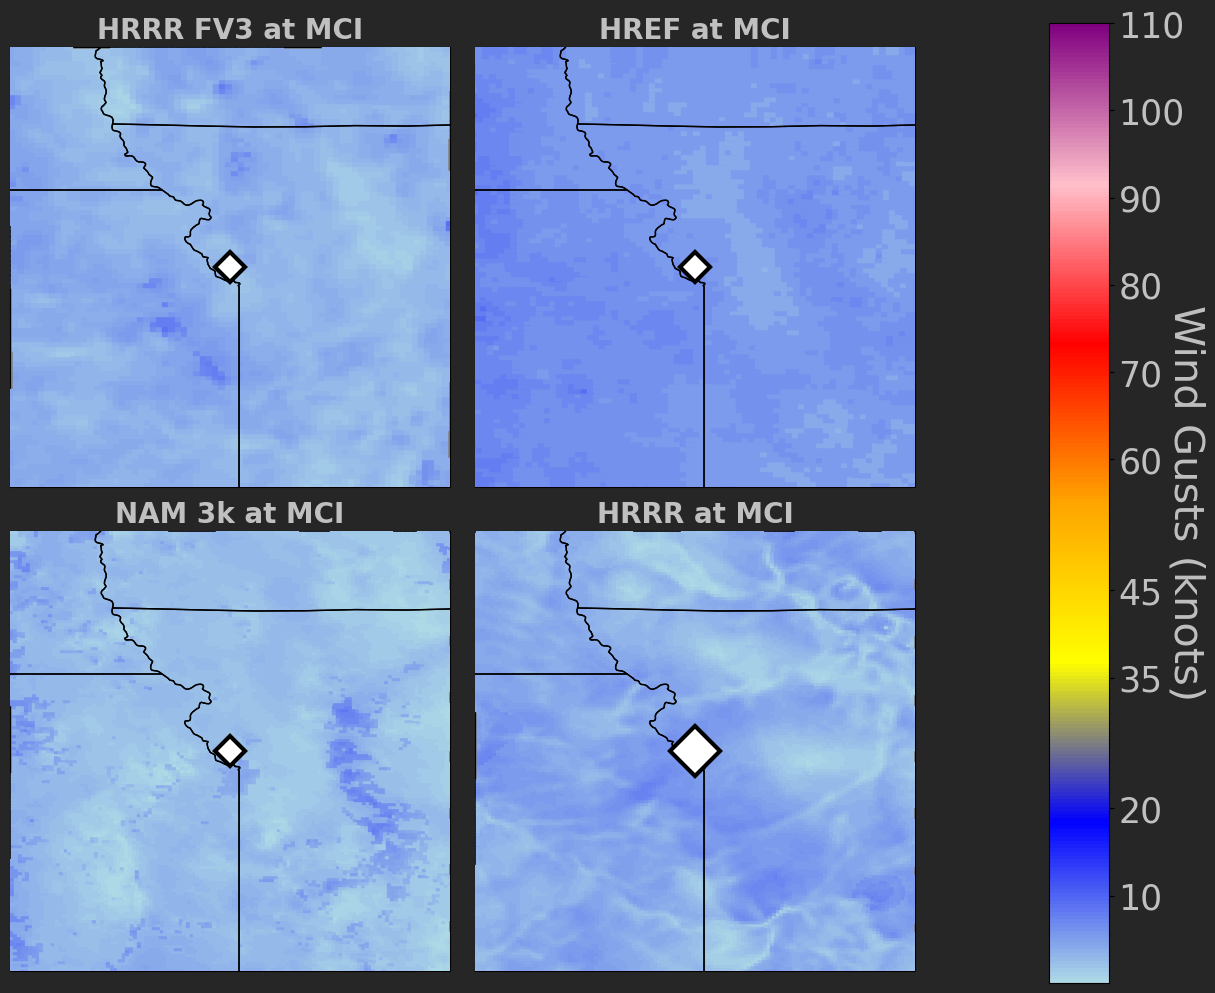 HRRR FV3 at MCI
HREF at MCI
NAM 3k at MCI
HRRR at MCI
110
100
90
80
70
60
45
35
20
10
Wind Gusts (knots)